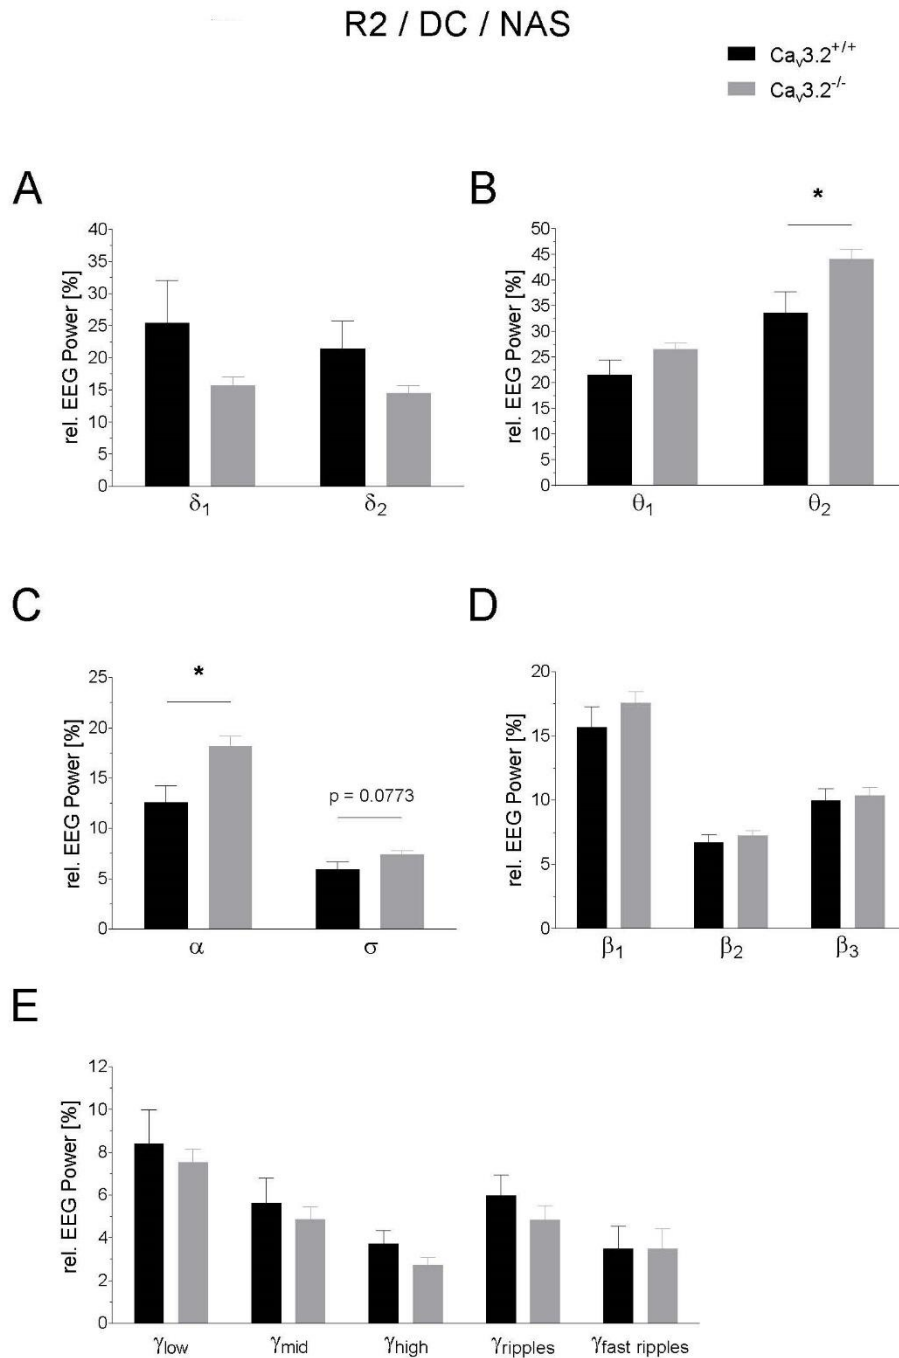 R2 / DC / NAS
Cav3.2+/+
Cav3.2-/-
A
rel. EEG Power [%]
40
35
30
25
20
15
10
5
0
δ1
δ2
B
*
rel. EEG Power [%]
50
45
40
35
30
25
20
15
10
5
0
θ1
θ2
C
*
p = 0.0773
rel. EEG Power [%]
25
20
15
10
5
0
α
σ
D
rel. EEG Power [%]
20
15
10
5
0
β1
β2
β3
E
rel. EEG Power [%]
12
10
8
6
4
2
0
γlow
γmid
γhigh
γripples
γfast ripples